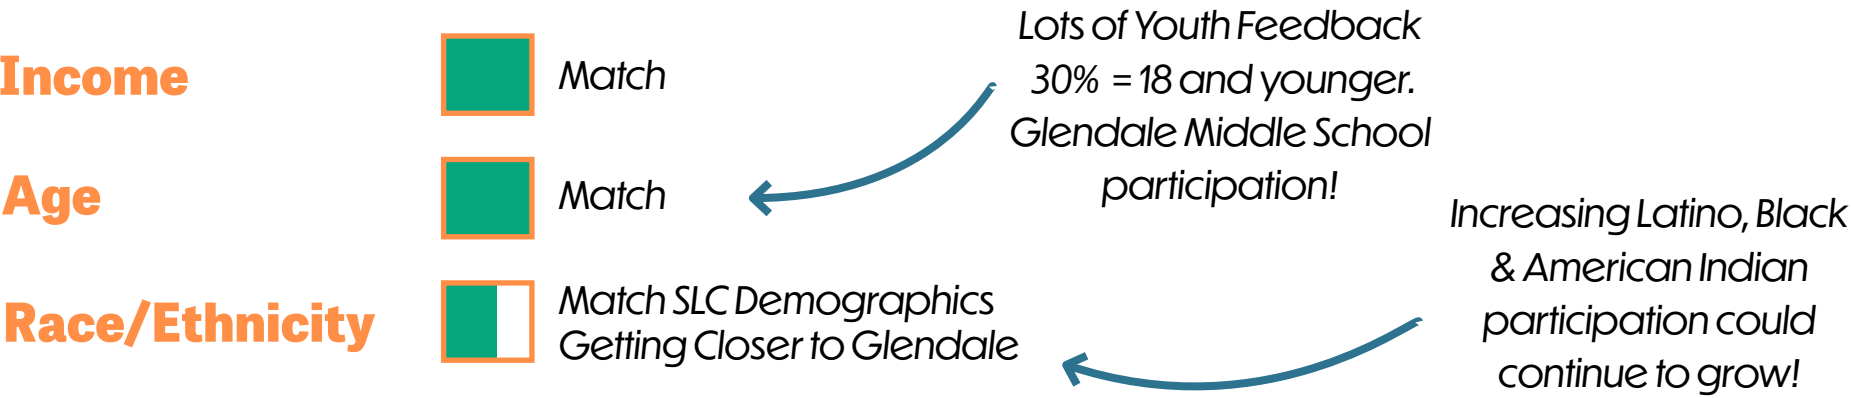 Income
Match
Lots of Youth Feedback
30% = 18 and younger.
Glendale Middle School
participation!
Age
Match
Race/Ethnicity
Match SLC Demographics
Getting Closer to Glendale
Increasing Latino, Black
& American Indian
participation could
continue to grow!